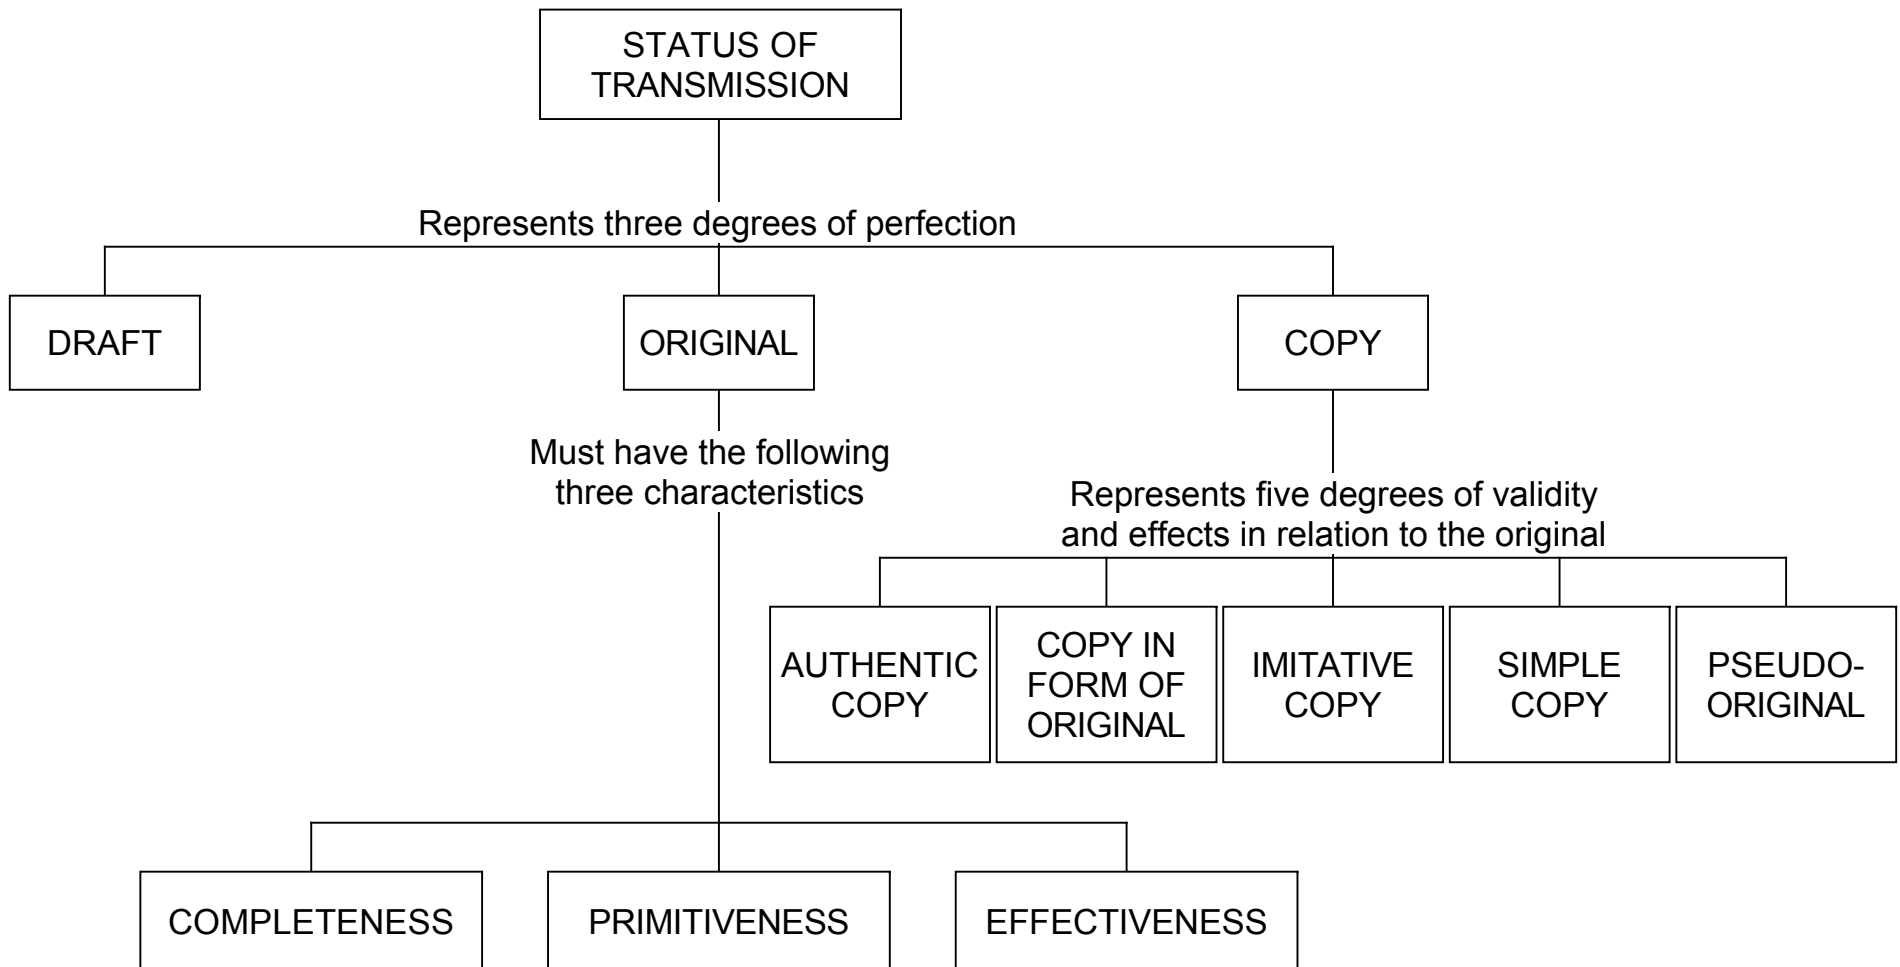 STATUS OF
TRANSMISSION
Represents three degrees of perfection
DRAFT
ORIGINAL
COPY
Must have the following
three characteristics
Represents five degrees of validity
and effects in relation to the original
AUTHENTIC
COPY
COPY IN
FORM OF
ORIGINAL
IMITATIVE
COPY
SIMPLE
COPY
PSEUDO-
ORIGINAL
COMPLETENESS
PRIMITIVENESS
EFFECTIVENESS